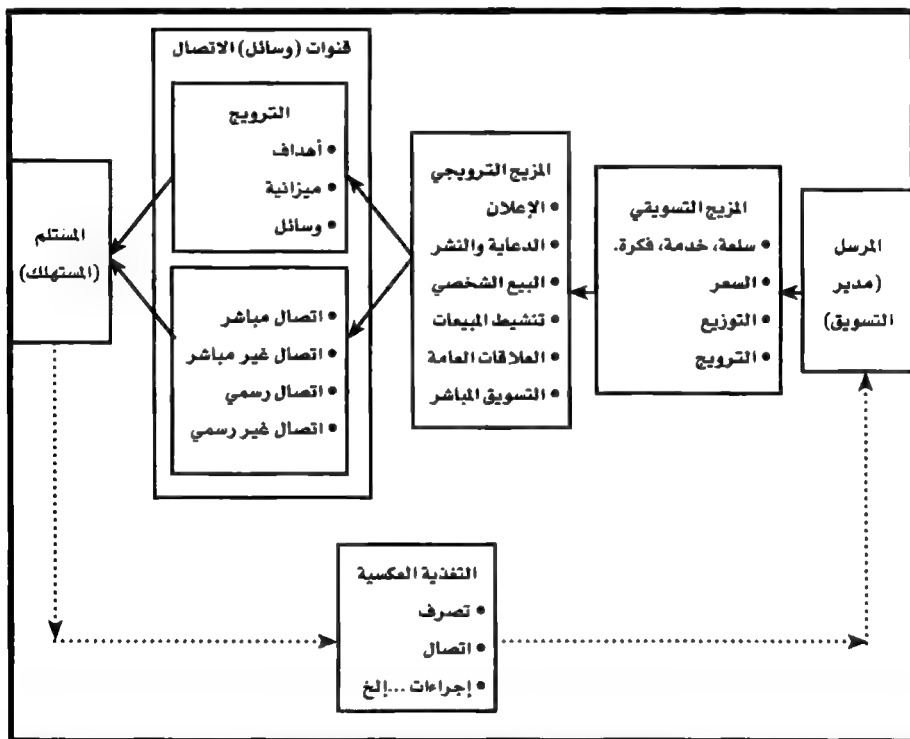 المرسل
(مدير
التسويق)
المزيج التسويقي
• سلعة، خدمة، فكرة.
• السعر
• التوزيع
• الترويج
المزيج الترويجي
• الإعلان
• الدعاية والنشر
• البيع الشخصي
• تنشيط المبيعات
• العلاقات العامة
• التسويق المباشر
قنوات (وسائل) الاتصال
الترويج
• أهداف
• ميزانية
• وسائل
• اتصال مباشر
• اتصال غير مباشر
• اتصال رسمي
• اتصال غير رسمي
المستلم
(المستهلك)
التغذية العكسية
• تصرف
• اتصال
• إجراءات ...إلخ